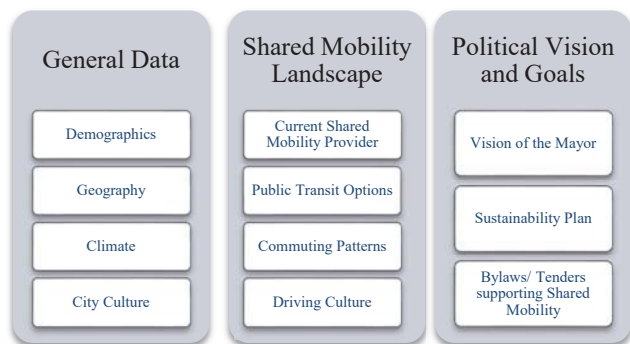 General Data
Demographics
Geography
Climate
City Culture
Shared Mobility
Landscape
Current Shared
Mobility Provider
Public Transit Options
Commuting Patterns
Driving Culture
Political Vision
and Goals
Vision of the Mayor
Sustainability Plan
Bylaws/ Tenders
supporting Shared
Mobility